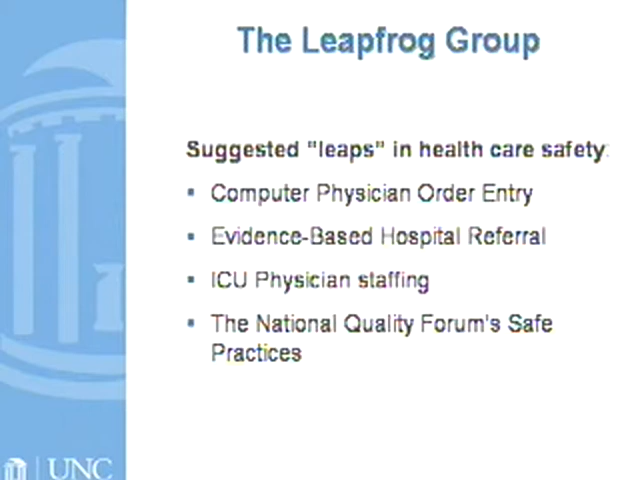 The Leapfrog Group
Suggested "leaps" in health care safety:
Computer Physician Order Entry
Evidence-Based Hospital Referral
ICU Physician staffing
The National Quality Forum's Safe
Practices
UNC